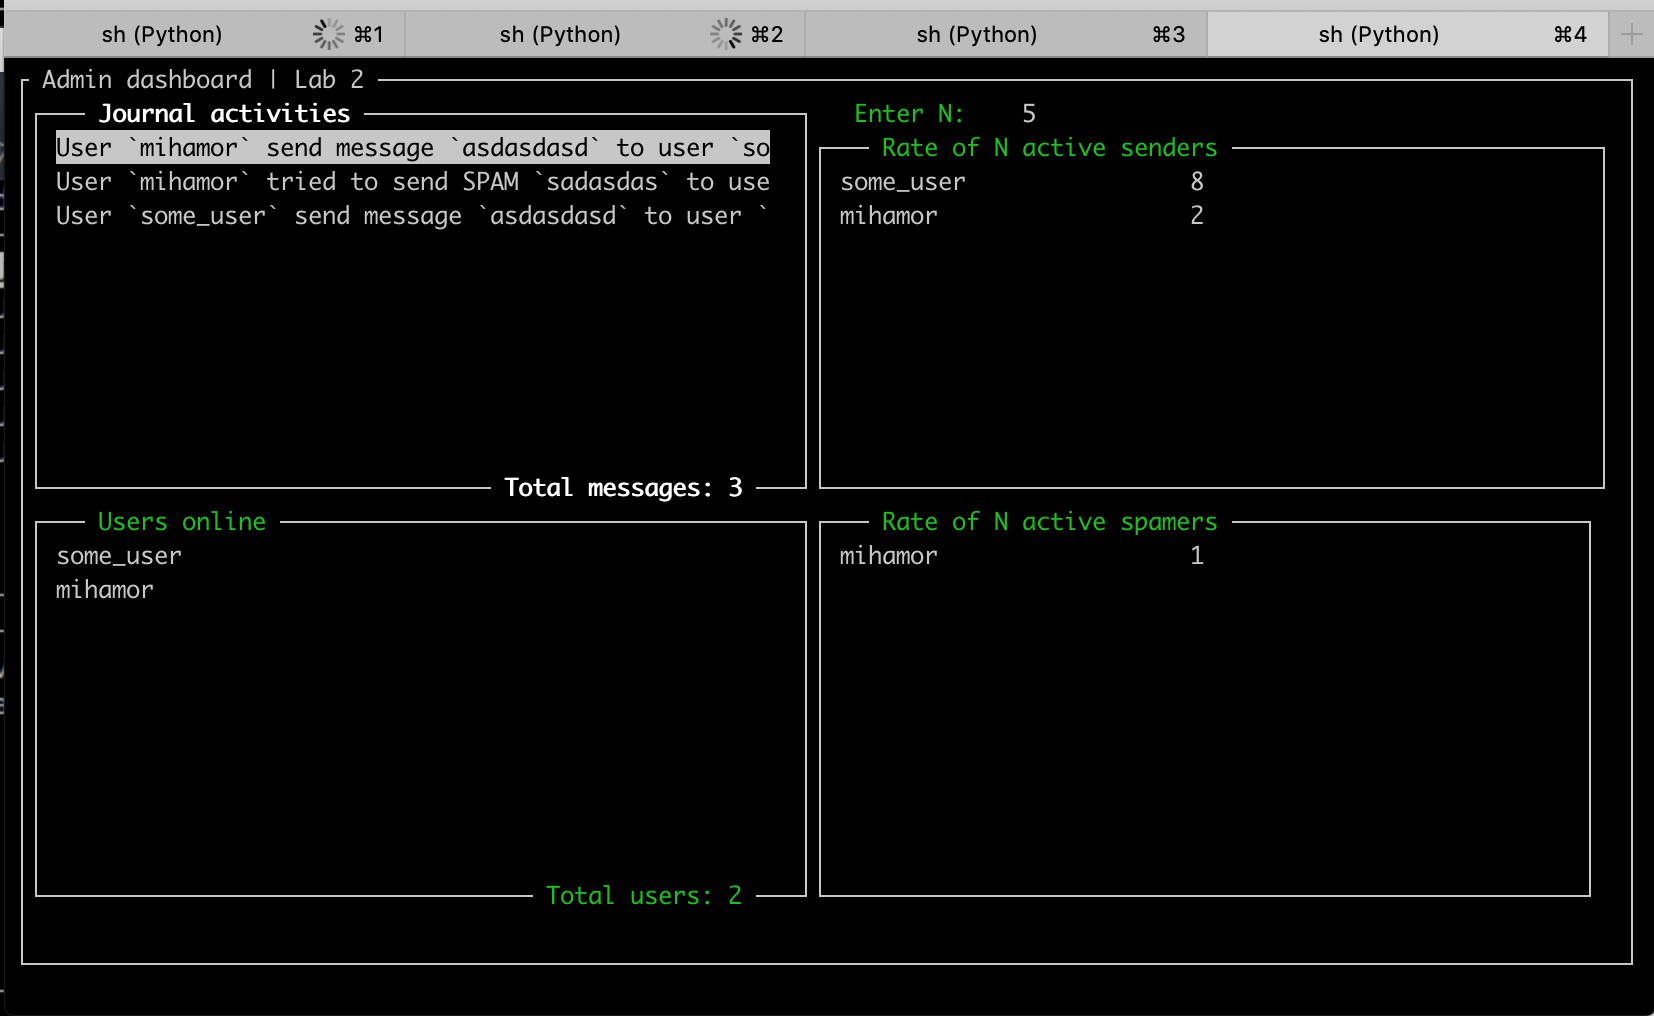 sh (Python) ⌘1 sh (Python) ⌘2 sh (Python) ⌘3 sh (Python) ⌘4
Admin dashboard | Lab 2
Journal activities
User `mihamor` send message `asdasdasd` to user `so
User `mihamor` tried to send SPAM `sadasdas` to use
User `some_user` send message `asdasdasd` to user `
Total messages: 3
Enter N: 5
Rate of N active senders
some_user 8
mihamor 2
Users online
some_user
mihamor
Total users: 2
Rate of N active spamers
mihamor 1